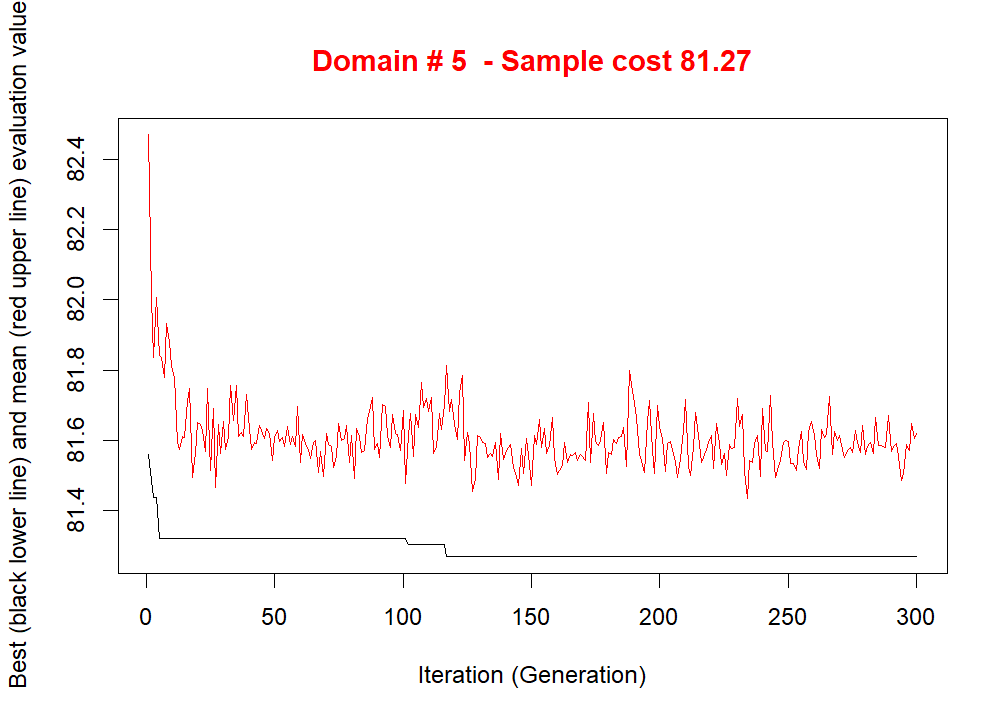 Domain # 5  - Sample cost 81.27
Best (black lower line) and mean (red upper line) evaluation value
82.4
82.2
82.0
81.8
81.6
81.4
0 50 100 150 200 250 300
Iteration (Generation)